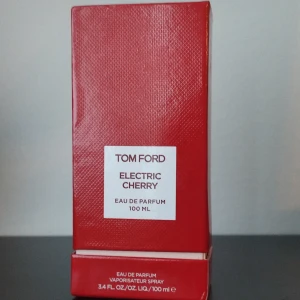 TOM FORD
ELECTRIC
CHERRY
EAU DE PARFUM
100 ML
EAU DE PARFUM
VAPORISATEUR SPRAY
3.4 FL. OZ./OZ. LIQ./100 ml ℮